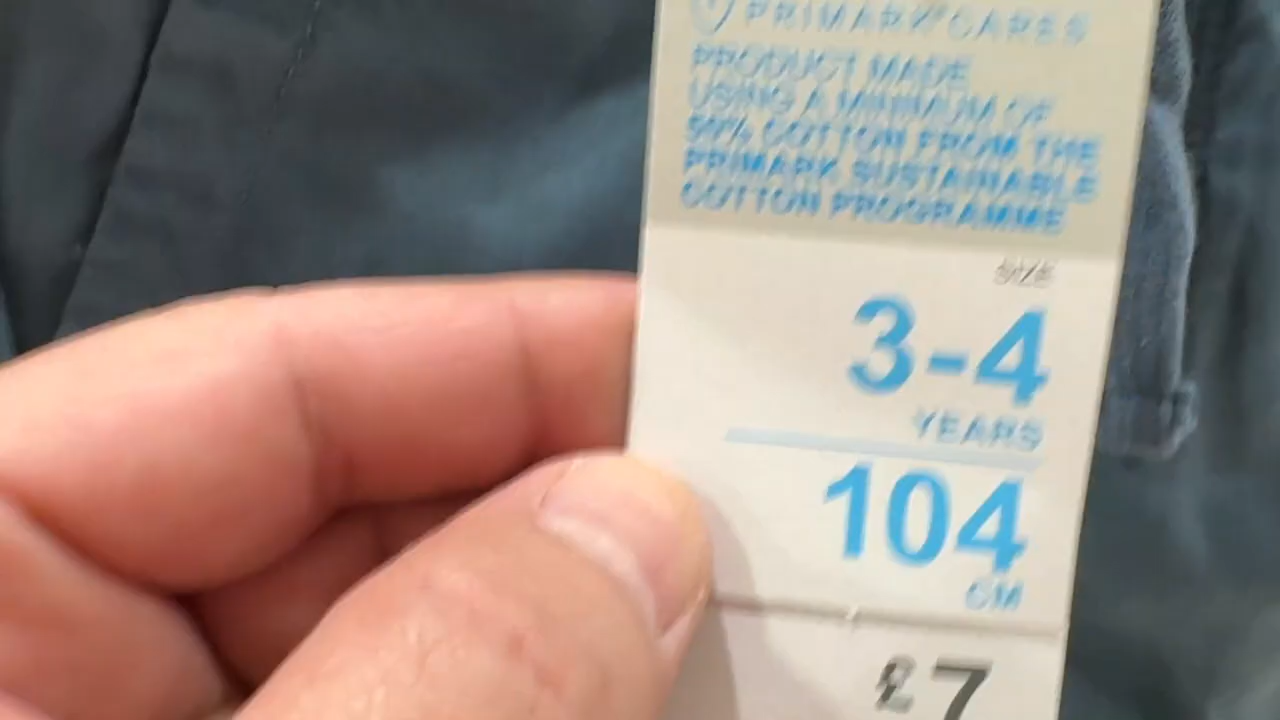 PRIMARK®CARES
PRODUCT MADE
USING A MINIMUM OF
50% COTTON FROM THE
PRIMARK SUSTAINABLE
COTTON PROGRAMME
SIZE
3-4
YEARS
104
CM
£7